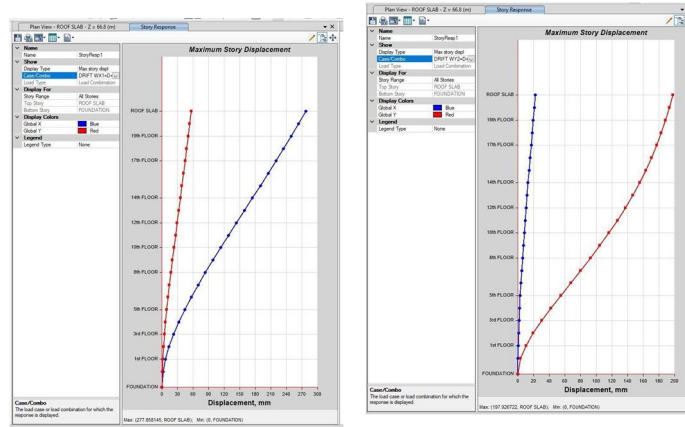 Plan View - ROOF SLAB - Z = 66.8 (m)
Story Response
Name
Name StoryResp1
Show
Display Type Max story displ
Case/Combo DRIFT WX1+D+
Load Type Load Combination
Display For
Story Range All Stories
Top Story ROOF SLAB
Bottom Story FOUNDATION
Display Colors
Global X Blue
Global Y Red
Legend
Legend Type None
Case/Combo
The load case or load combination for which the
response is displayed.
Maximum Story Displacement
ROOF SLAB
19th FLOOR
17th FLOOR
14th FLOOR
12th FLOOR
10th FLOOR
8th FLOOR
5th FLOOR
3rd FLOOR
1st FLOOR
FOUNDATION
0 30 60 90 120 150 180 210 240 270 300
Displacement, mm
Max: (277.858145, ROOF SLAB); Min: (0, FOUNDATION)
Plan View - ROOF SLAB - Z = 66.8 (m)
Story Response
Name
Name StoryResp1
Show
Display Type Max story displ
Case/Combo DRIFT WY2+D+
Load Type Load Combination
Display For
Story Range All Stories
Top Story ROOF SLAB
Bottom Story FOUNDATION
Display Colors
Global X Blue
Global Y Red
Legend
Legend Type None
Case/Combo
The load case or load combination for which the
response is displayed.
Maximum Story Displacement
ROOF SLAB
19th FLOOR
17th FLOOR
14th FLOOR
12th FLOOR
10th FLOOR
8th FLOOR
5th FLOOR
3rd FLOOR
1st FLOOR
FOUNDATION
0 20 40 60 80 100 120 140 160 180 200
Displacement, mm
Max: (197.926722, ROOF SLAB); Min: (0, FOUNDATION)